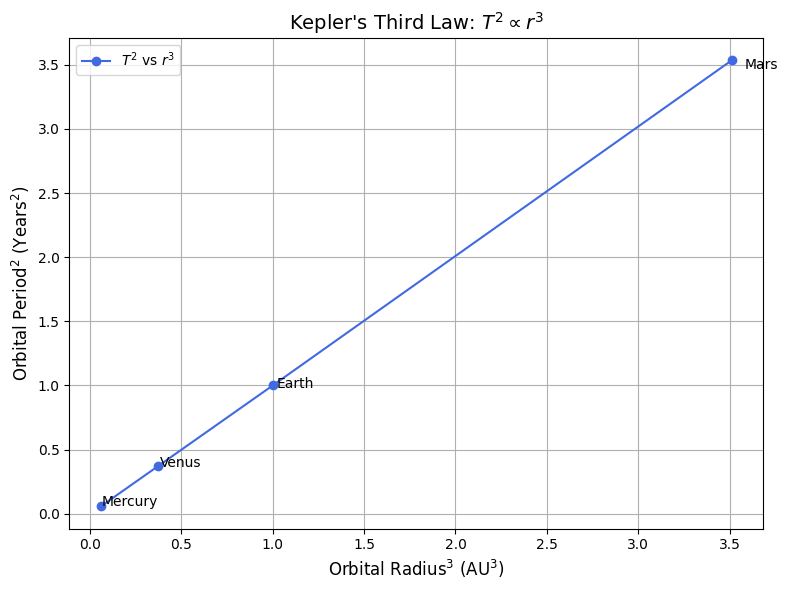 Kepler's Third Law: T² ∝ r³
T² vs r³
Orbital Period² (Years²)
3.5
3.0
2.5
2.0
1.5
1.0
0.5
0.0
Mars
Earth
Venus
Mercury
0.0 0.5 1.0 1.5 2.0 2.5 3.0 3.5
Orbital Radius³ (AU³)